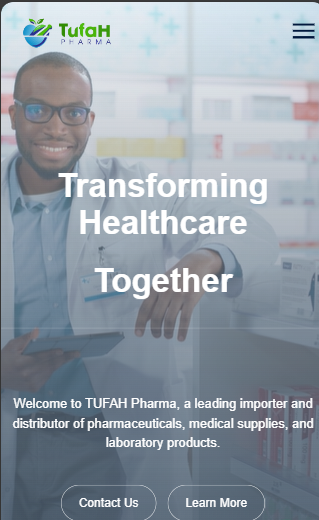 TufaH
PHARMA
Transforming
Healthcare
Together
Welcome to TUFAH Pharma, a leading importer and
distributor of pharmaceuticals, medical supplies, and
laboratory products.
Contact Us
Learn More